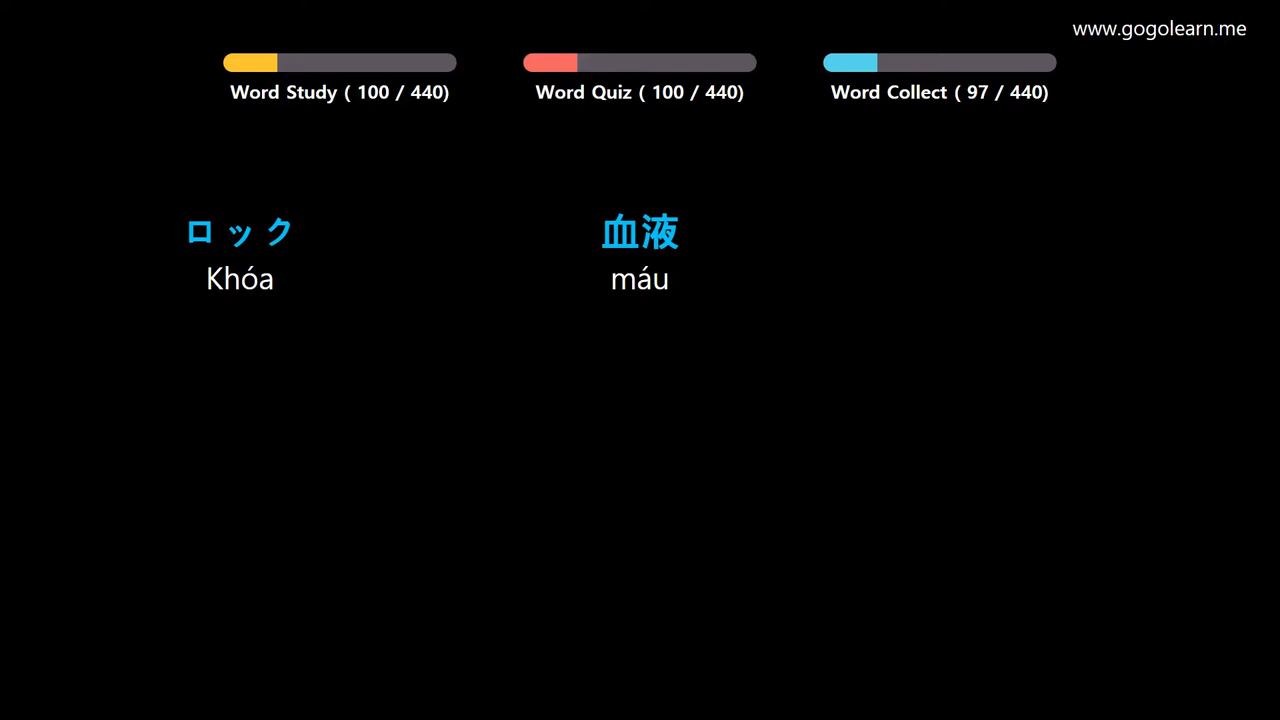 www.gogolearn.me
Word Study ( 100 / 440)
Word Quiz ( 100 / 440)
Word Collect ( 97 / 440)
ロック
Khóa
血液
máu